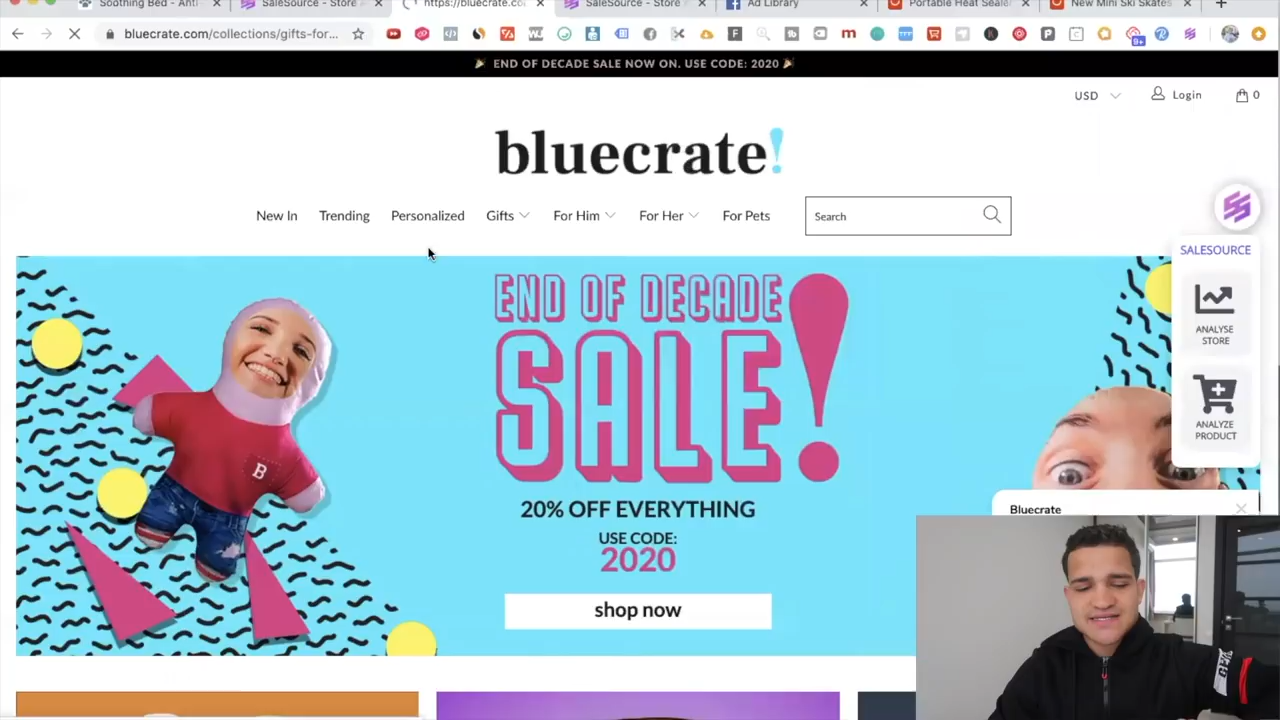 Soothing Bed - Anti-
SaleSource - Store
https://bluecrate.co
SaleSource - Store
Ad Library
Portable Heat Sealer
New Mini Ski Skates
bluecrate.com/collections/gifts-for...
9+
END OF DECADE SALE NOW ON. USE CODE: 2020
USD
Login
0
bluecrate!
New In
Trending
Personalized
Gifts
For Him
For Her
For Pets
Search
SALESOURCE
ANALYSE
STORE
ANALYZE
PRODUCT
END OF DECADE
SALE!
20% OFF EVERYTHING
USE CODE:
2020
shop now
B
Bluecrate